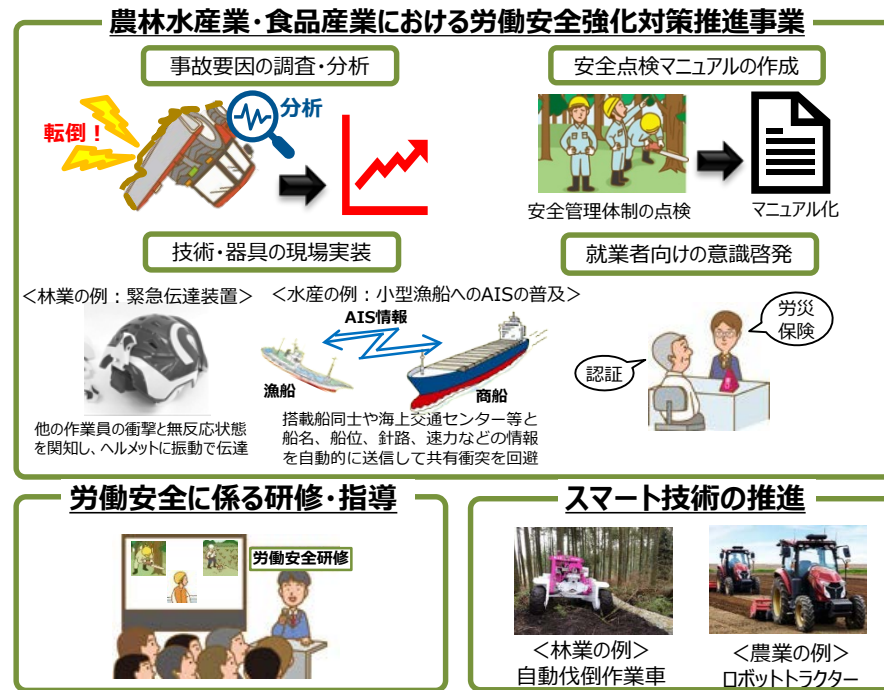 農林水産業・食品産業における労働安全強化対策推進事業
事故要因の調査・分析
安全点検マニュアルの作成
転倒！
分析
安全管理体制の点検
マニュアル化
技術・器具の現場実装
就業者向けの意識啓発
＜林業の例：緊急伝達装置＞
＜水産の例：小型漁船へのAISの普及＞
AIS情報
漁船
商船
労災
保険
認証
他の作業員の衝撃と無反応状態
を関知し、ヘルメットに振動で伝達
搭載船同士や海上交通センター等と
船名、船位、針路、速力などの情報
を自動的に送信して共有衝突を回避
労働安全に係る研修・指導
労働安全研修
スマート技術の推進
＜林業の例＞
自動伐倒作業車
＜農業の例＞
ロボットトラクター